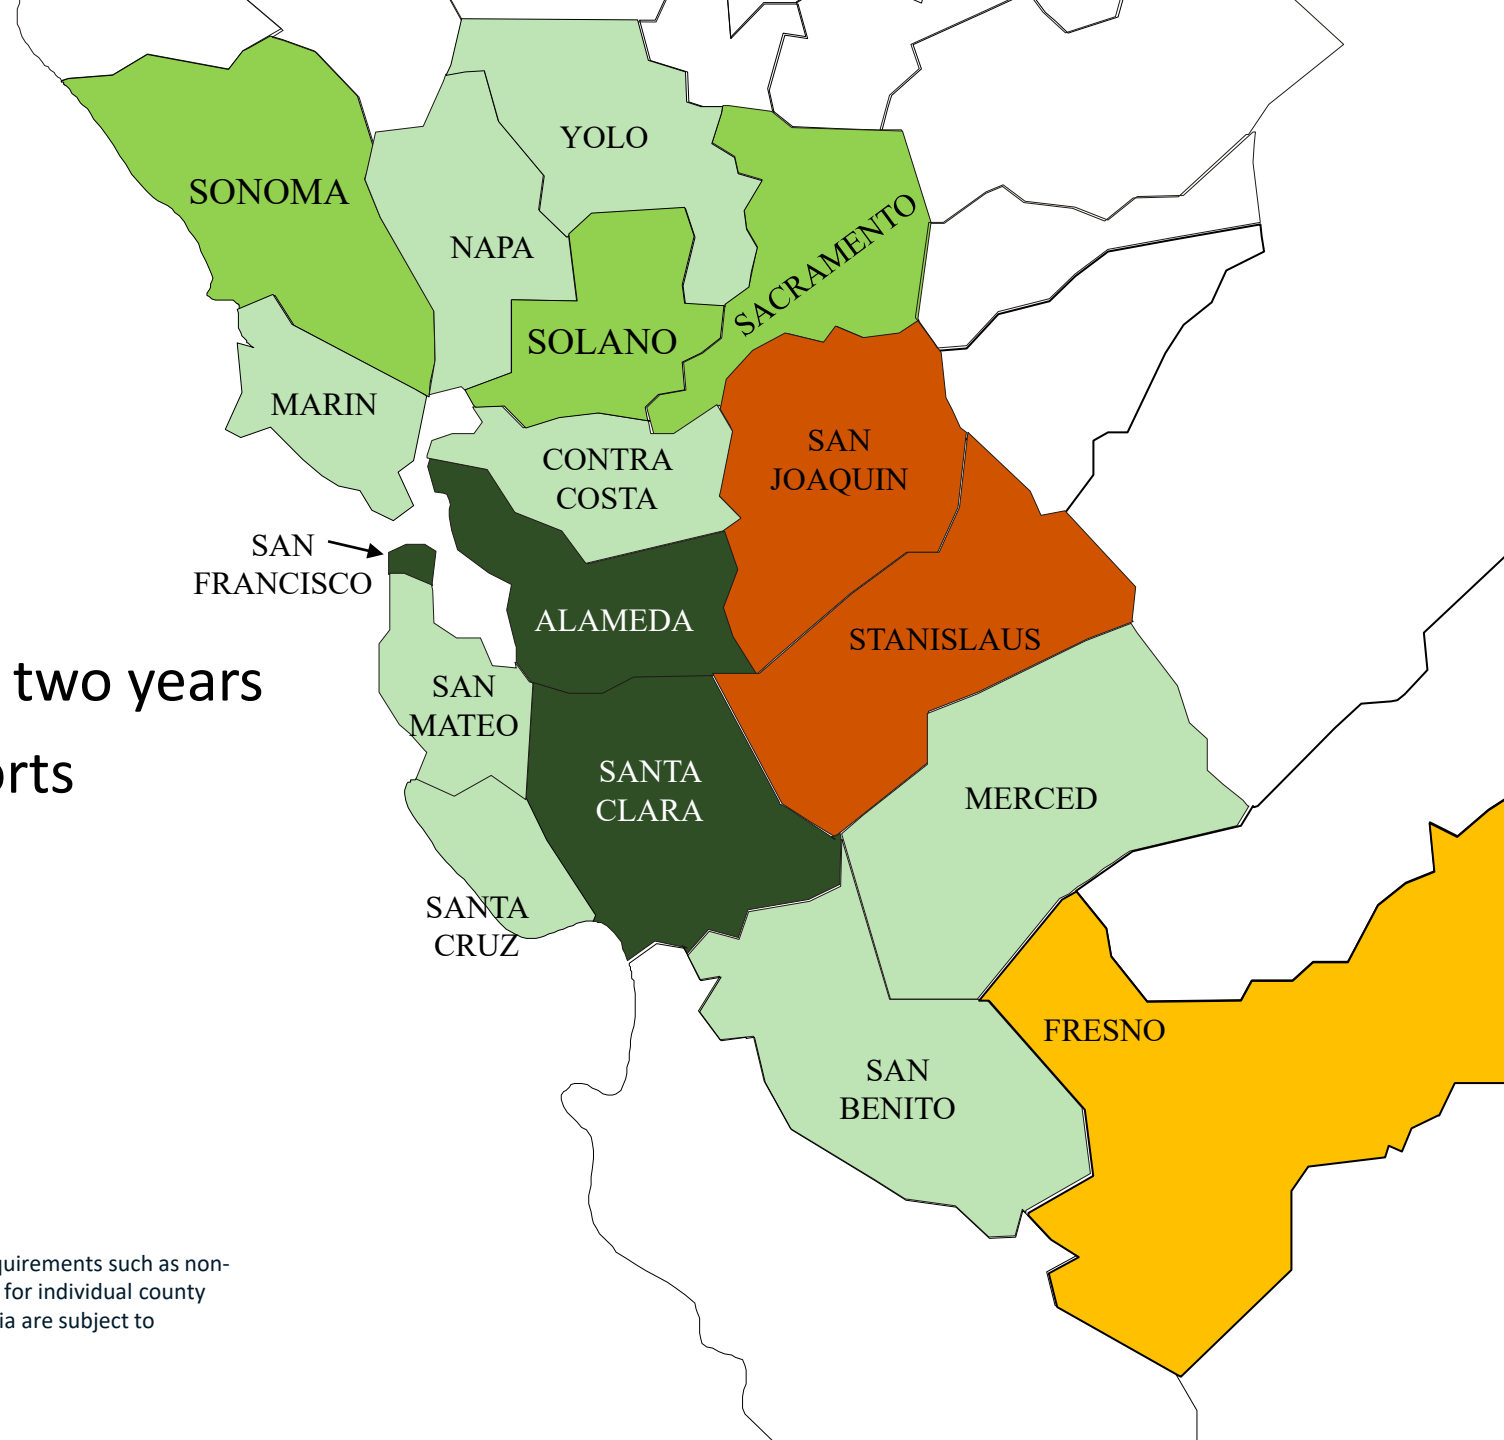 YOLO
SONOMA
NAPA
SACRAMENTO
SOLANO
MARIN
SAN
JOAQUIN
CONTRA
COSTA
SAN
FRANCISCO
ALAMEDA
STANISLAUS
two years
SAN
MATEO
orts
SANTA
CLARA
MERCED
SANTA
CRUZ
FRESNO
SAN
BENITO
quirements such as non-
for individual county
ia are subject to